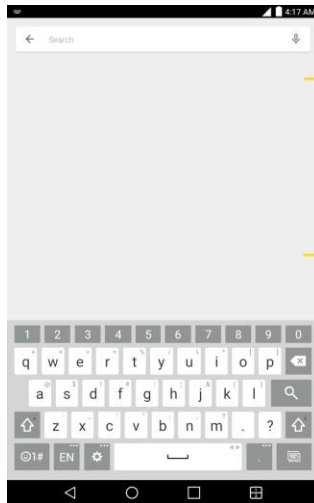 4:17 AM
Search
1 2 3 4 5 6 7 8 9 0
q w e r t y u i o p
a s d f g h j k l
z x c v b n m . ?
☺1# EN .